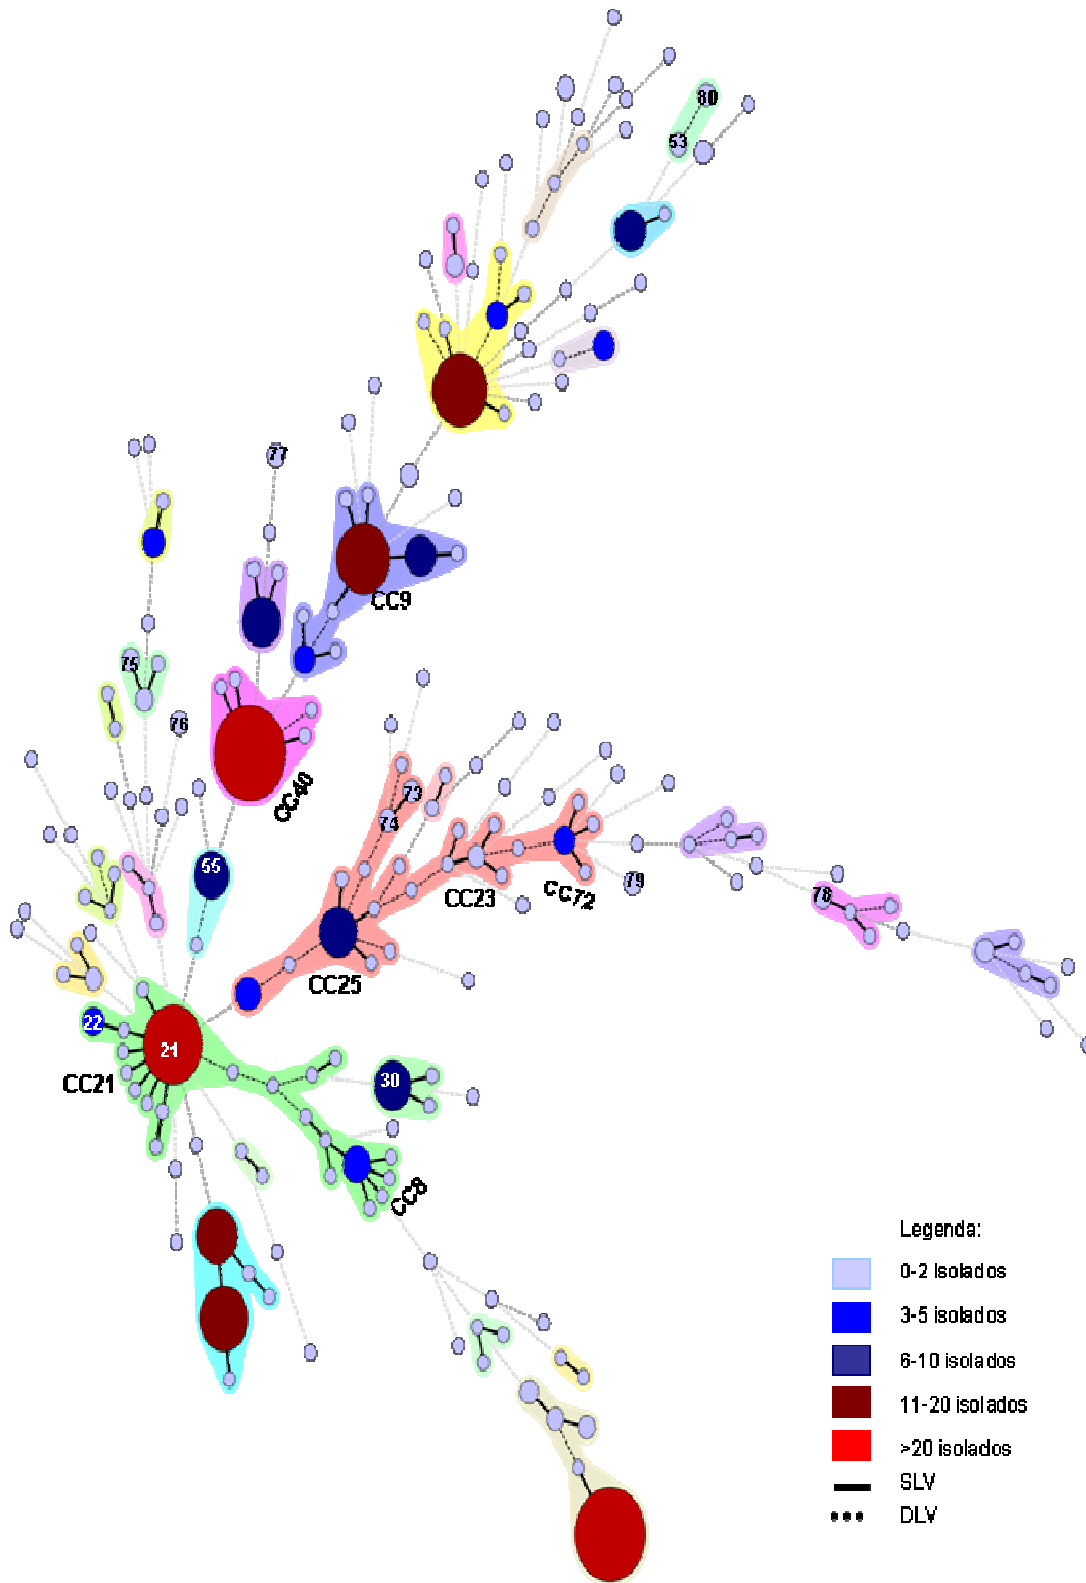 80
53
77
CC9
75
76
CC40
73
74
55
CC23
CC72
79
78
CC25
22
21
CC21
30
CC8
Legenda:
0-2 isolados
3-5 isolados
6-10 isolados
11-20 isolados
>20 isolados
SLV
DLV